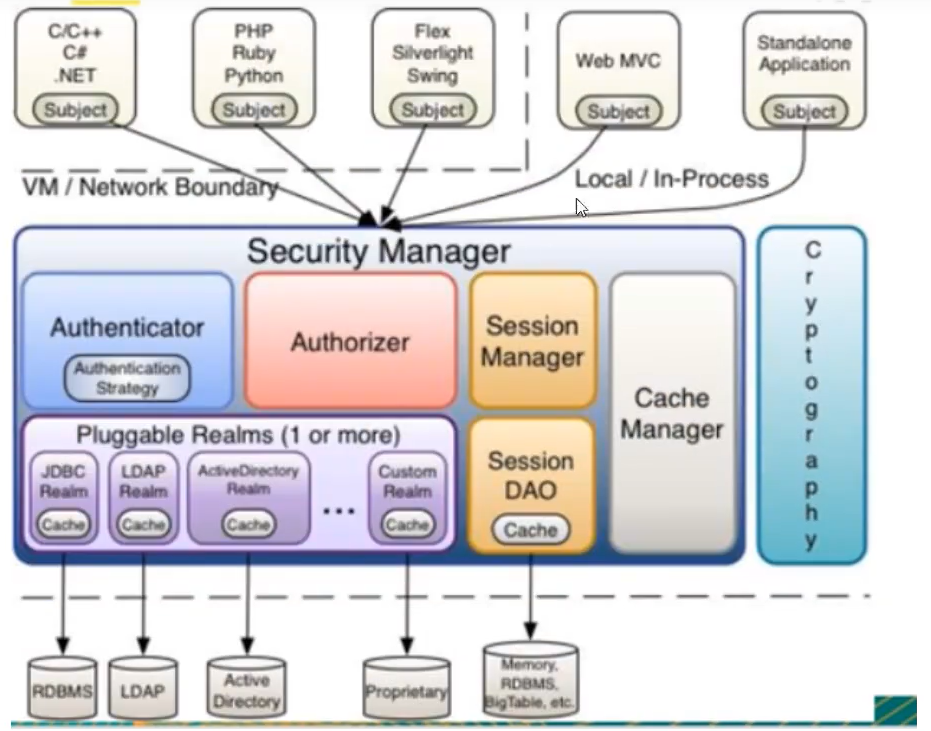 C/C++
C#
.NET
Subject
PHP
Ruby
Python
Subject
Flex
Silverlight
Swing
Subject
Web MVC
Subject
Standalone
Application
Subject
VM / Network Boundary
Local / In-Process
Security Manager
Authenticator
Authentication
Strategy
Authorizer
Session
Manager
Cache
Manager
Cryptography
Pluggable Realms (1 or more)
JDBC
Realm
Cache
LDAP
Realm
Cache
ActiveDirectory
Realm
Cache
...
Custom
Realm
Cache
Session
DAO
Cache
RDBMS
LDAP
Active
Directory
Proprietary
Memory,
RDBMS,
BigTable, etc.